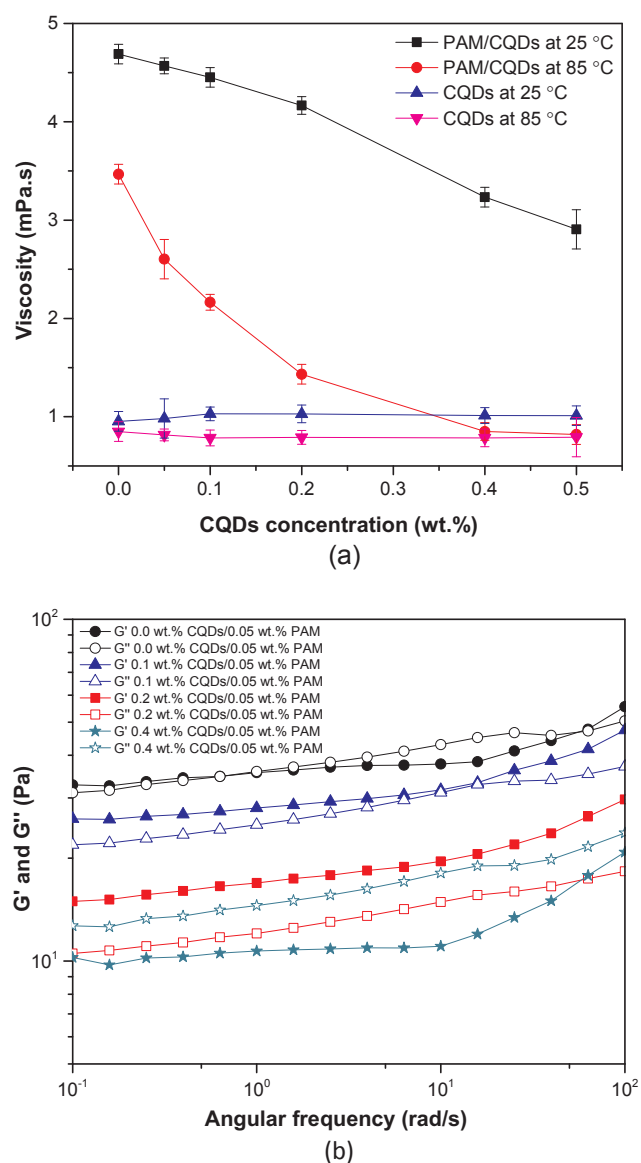 5
4
3
2
1
Viscosity (mPa.s)
PAM/CQDs at 25 °C
PAM/CQDs at 85 °C
CQDs at 25 °C
CQDs at 85 °C
0.0 0.1 0.2 0.3 0.4 0.5
CQDs concentration (wt.%)
(a)
10²
10¹
G' and G'' (Pa)
G' 0.0 wt.% CQDs/0.05 wt.% PAM
G'' 0.0 wt.% CQDs/0.05 wt.% PAM
G' 0.1 wt.% CQDs/0.05 wt.% PAM
G'' 0.1 wt.% CQDs/0.05 wt.% PAM
G' 0.2 wt.% CQDs/0.05 wt.% PAM
G'' 0.2 wt.% CQDs/0.05 wt.% PAM
G' 0.4 wt.% CQDs/0.05 wt.% PAM
G'' 0.4 wt.% CQDs/0.05 wt.% PAM
10⁻¹ 10⁰ 10¹ 10²
Angular frequency (rad/s)
(b)